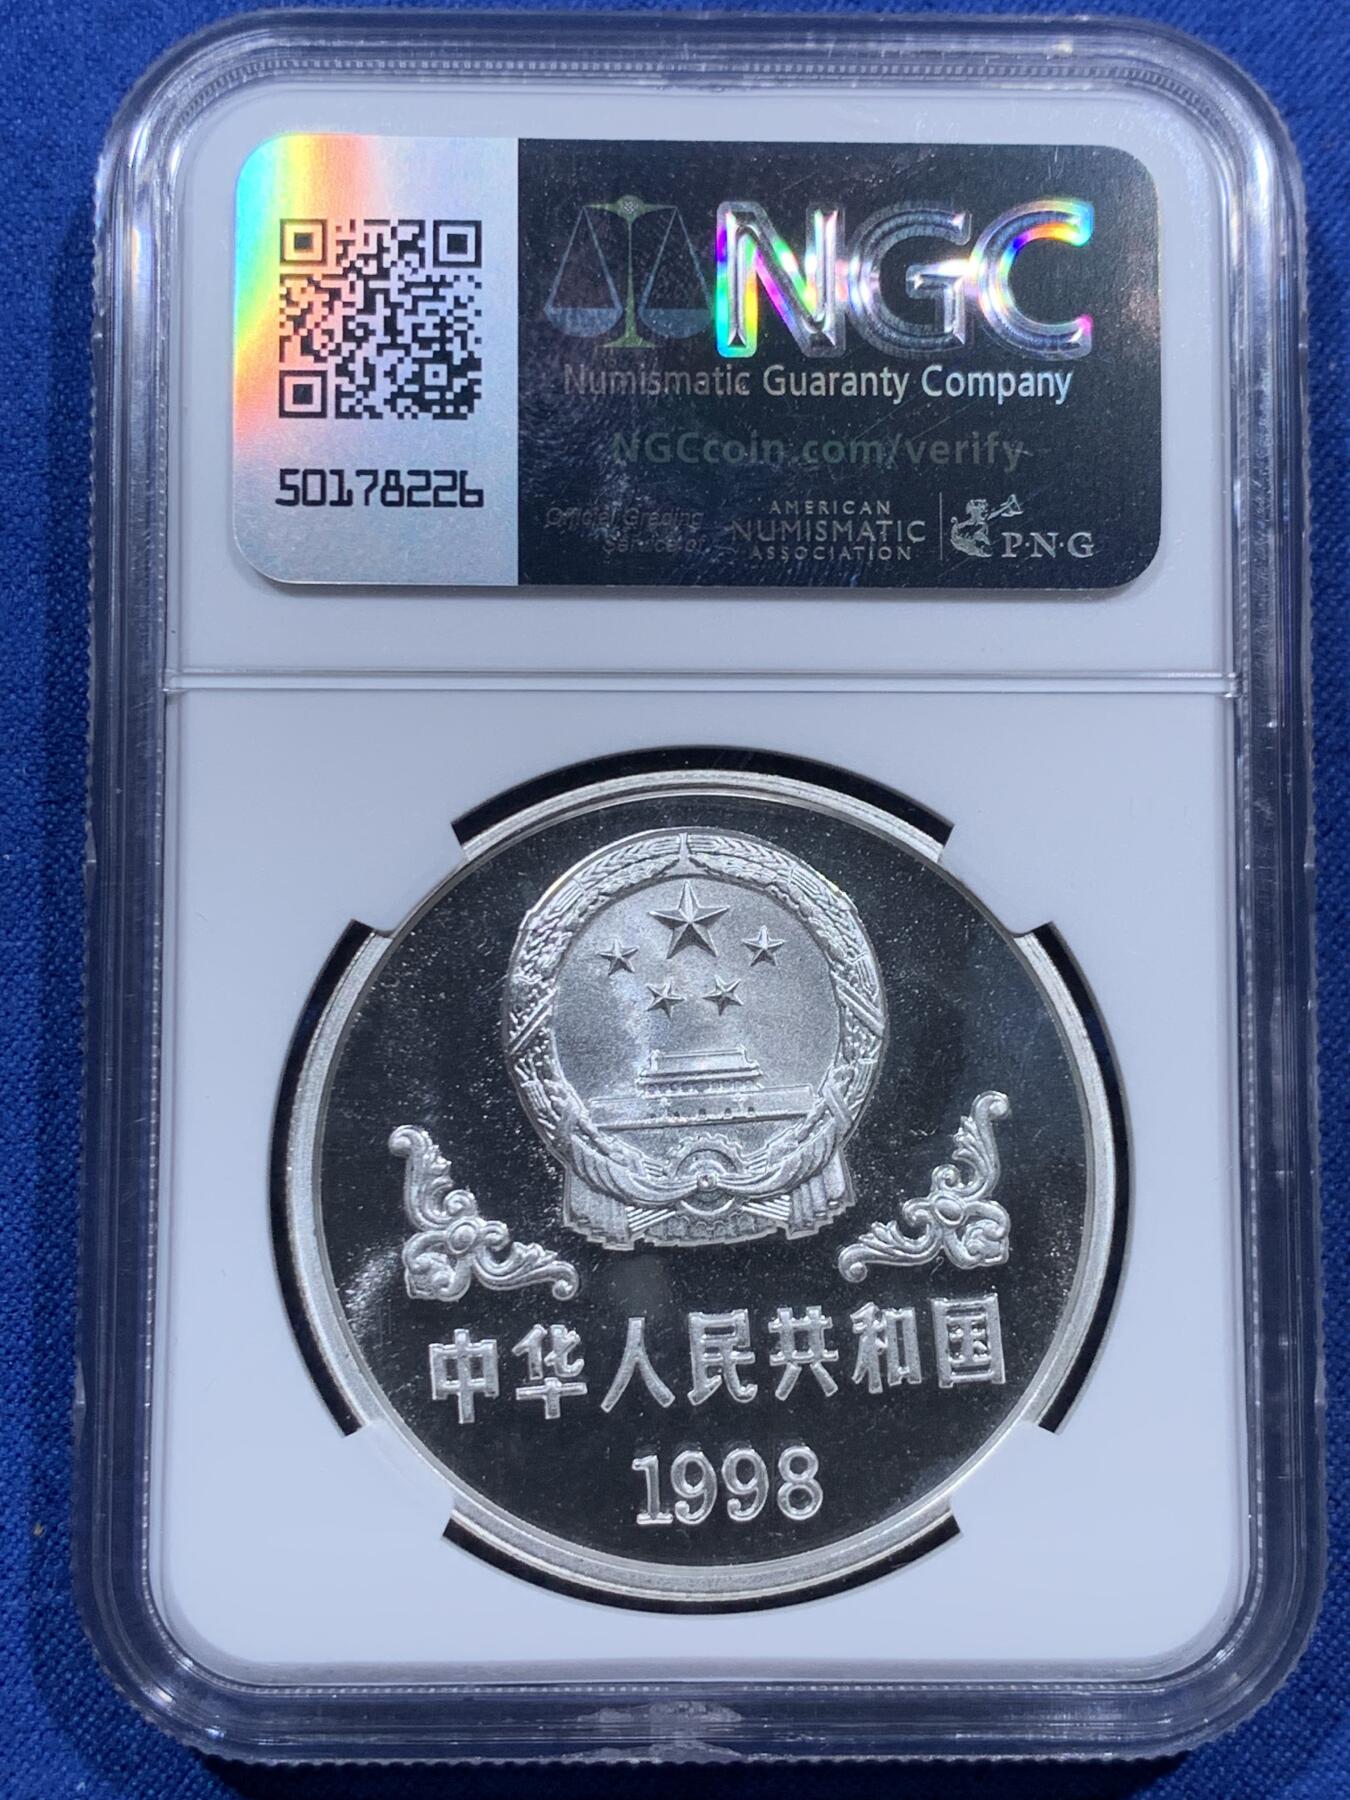 NGC
Numismatic Guaranty Company
NGCcoin.com/verify
50178226
Official Grading
Service of
AMERICAN
NUMISMATIC
ASSOCIATION
P·N·G
中华人民共和国
1998